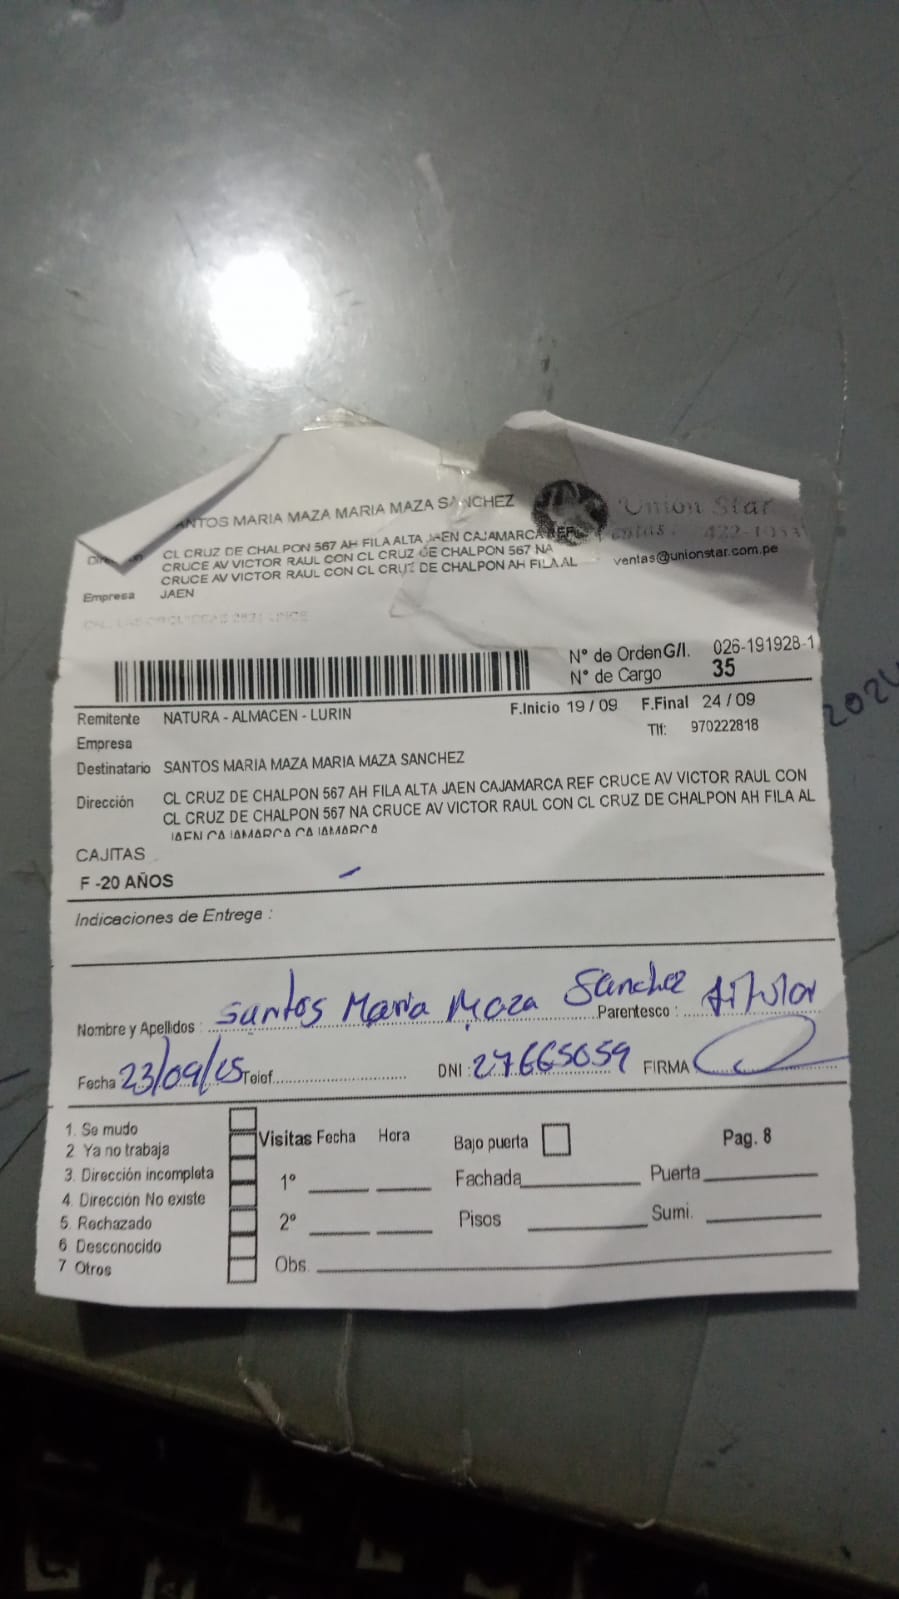 ANTOS MARIA MAZA MARIA MAZA SANCHEZ
Union Star
CL CRUZ DE CHALPON 567 AH FILA ALTA JAEN CAJAMARCA REF
422-1053
CRUCE AV VICTOR RAUL CON CL CRUZ DE CHALPON 567 NA
ventas@unionstar.com.pe
CRUCE AV VICTOR RAUL CON CL CRUZ DE CHALPON AH FILA AL
Empresa JAEN
N° de Orden G/I. 026-191928-1
N° de Cargo 35
Remitente NATURA - ALMACEN - LURIN F.Inicio 19 / 09 F.Final 24 / 09
Empresa Tlf: 970222818
Destinatario SANTOS MARIA MAZA MARIA MAZA SANCHEZ
Dirección CL CRUZ DE CHALPON 567 AH FILA ALTA JAEN CAJAMARCA REF CRUCE AV VICTOR RAUL CON
CL CRUZ DE CHALPON 567 NA CRUCE AV VICTOR RAUL CON CL CRUZ DE CHALPON AH FILA AL
JAEN CAJAMARCA CAJAMARCA
CAJITAS
F -20 AÑOS
Indicaciones de Entrega :
Nombre y Apellidos : Santos Maria Maza Sanchez Parentesco : titular
Fecha 23/09/25 Telef. DNI : 27665059 FIRMA
1. Se mudo
2 Ya no trabaja
3. Dirección incompleta
4. Dirección No existe
5. Rechazado
6 Desconocido
7 Otros
Visitas Fecha Hora Bajo puerta Pag. 8
1° Fachada Puerta
2° Pisos Sumi.
Obs.